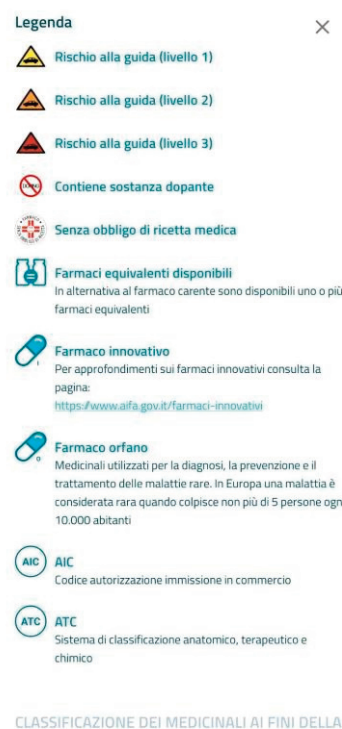 Legenda
Rischio alla guida (livello 1)
Rischio alla guida (livello 2)
Rischio alla guida (livello 3)
Contiene sostanza dopante
Senza obbligo di ricetta medica
Farmaci equivalenti disponibili
In alternativa al farmaco carente sono disponibili uno o più
farmaci equivalenti
Farmaco innovativo
Per approfondimenti sui farmaci innovativi consulta la
pagina:
https://www.aifa.gov.it/farmaci-innovativi
Farmaco orfano
Medicinali utilizzati per la diagnosi, la prevenzione e il
trattamento delle malattie rare. In Europa una malattia è
considerata rara quando colpisce non più di 5 persone ogn
10.000 abitanti
AIC AIC
Codice autorizzazione immissione in commercio
ATC ATC
Sistema di classificazione anatomico, terapeutico e
chimico
CLASSIFICAZIONE DEI MEDICINALI AI FINI DELLA